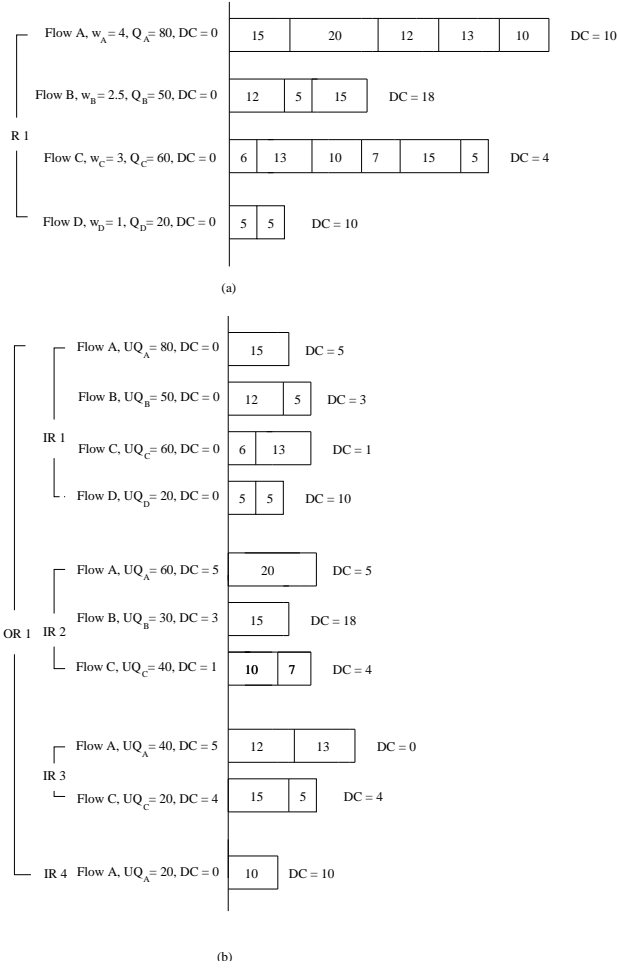 Flow A, w_A = 4, Q_A = 80, DC = 0 15 20 12 13 10 DC = 10
Flow B, w_B = 2.5, Q_B = 50, DC = 0 12 5 15 DC = 18
R 1
Flow C, w_C = 3, Q_C = 60, DC = 0 6 13 10 7 15 5 DC = 4
Flow D, w_D = 1, Q_D = 20, DC = 0 5 5 DC = 10
(a)
Flow A, UQ_A = 80, DC = 0 15 DC = 5
Flow B, UQ_B = 50, DC = 0 12 5 DC = 3
IR 1
Flow C, UQ_C = 60, DC = 0 6 13 DC = 1
Flow D, UQ_D = 20, DC = 0 5 5 DC = 10
Flow A, UQ_A = 60, DC = 5 20 DC = 5
OR 1 IR 2 Flow B, UQ_B = 30, DC = 3 15 DC = 18
Flow C, UQ_C = 40, DC = 1 10 7 DC = 4
Flow A, UQ_A = 40, DC = 5 12 13 DC = 0
IR 3
Flow C, UQ_C = 20, DC = 4 15 5 DC = 4
IR 4 Flow A, UQ_A = 20, DC = 0 10 DC = 10
(b)